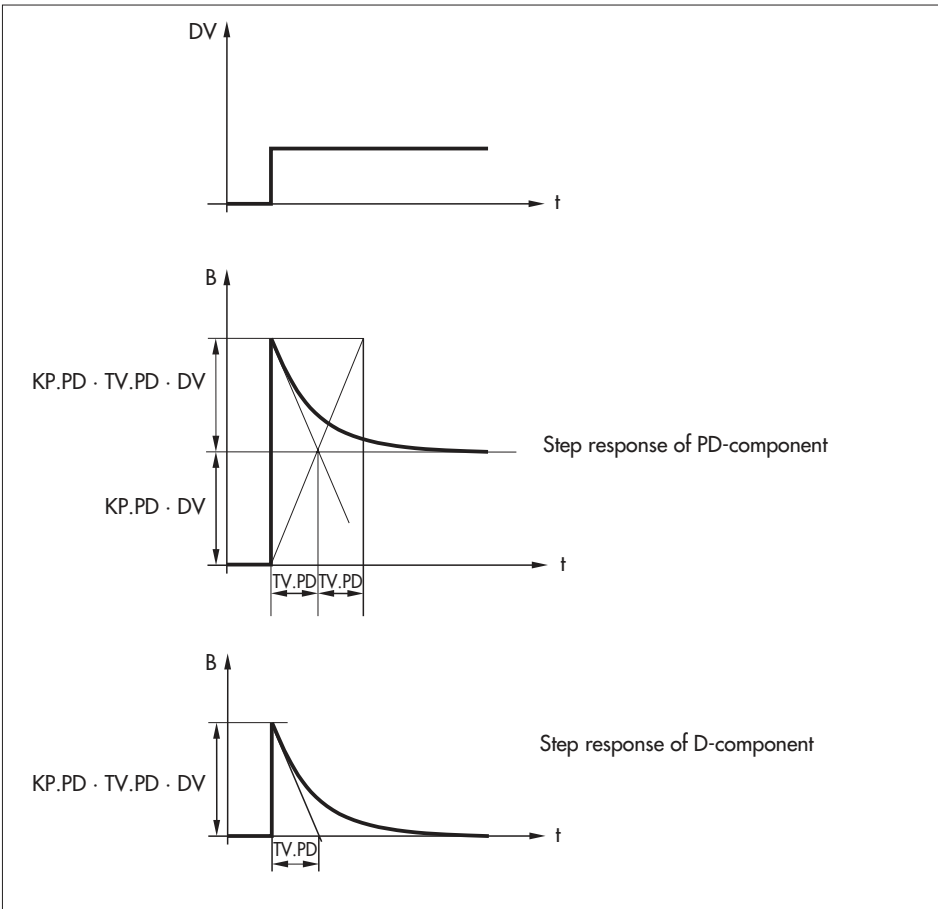 DV
t
B
KP.PD · TV.PD · DV
Step response of PD-component
KP.PD · DV
t
TV.PD TV.PD
B
Step response of D-component
KP.PD · TV.PD · DV
t
TV.PD